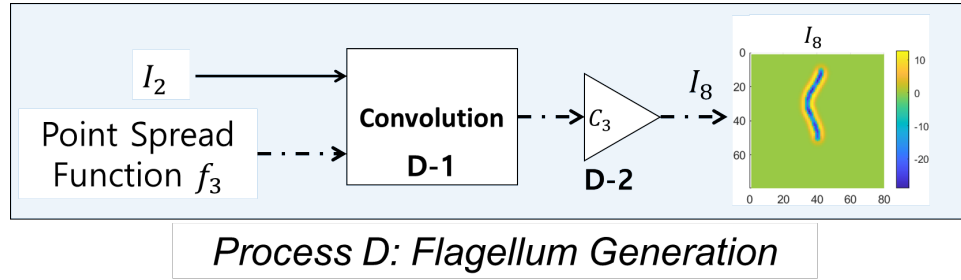 I₂
Point Spread
Function f₃
Convolution
D-1
C₃
D-2
I₈
I₈
0
20
40
60
0 20 40 60 80
10
0
-10
-20
Process D: Flagellum Generation